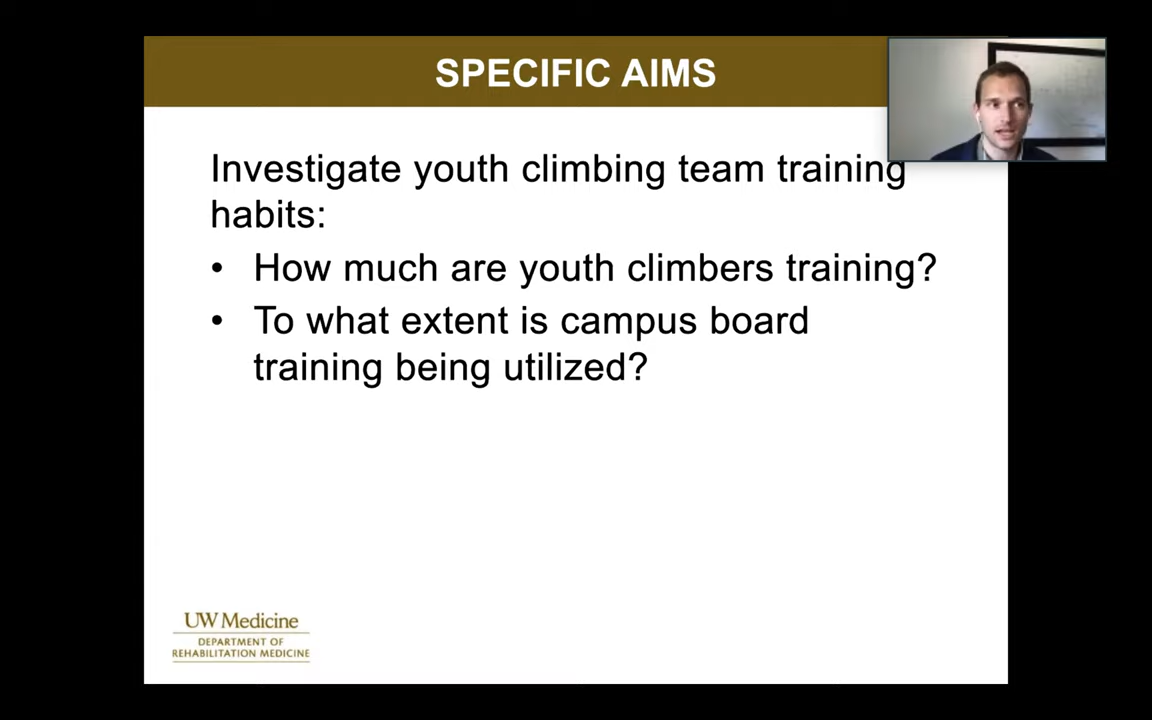 SPECIFIC AIMS
Investigate youth climbing team training
habits:
• How much are youth climbers training?
• To what extent is campus board
training being utilized?
UW Medicine
DEPARTMENT OF
REHABILITATION MEDICINE